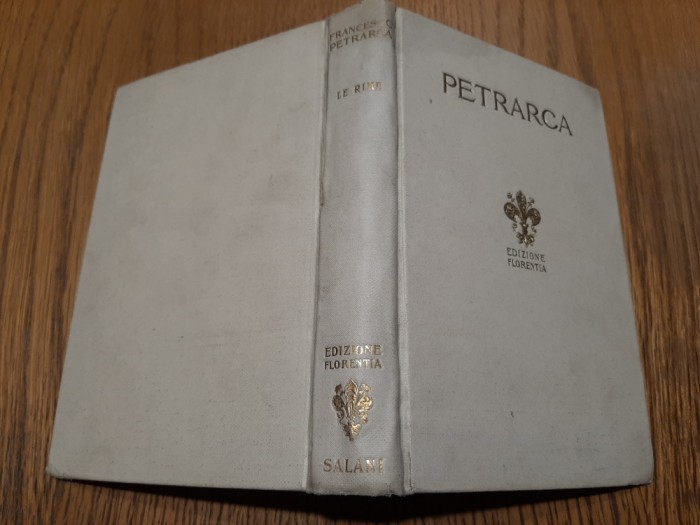 FRANCESCO
PETRARCA
LE RIME
EDIZIONE
FLORENTIA
SALANI
PETRARCA
EDIZIONE
FLORENTIA